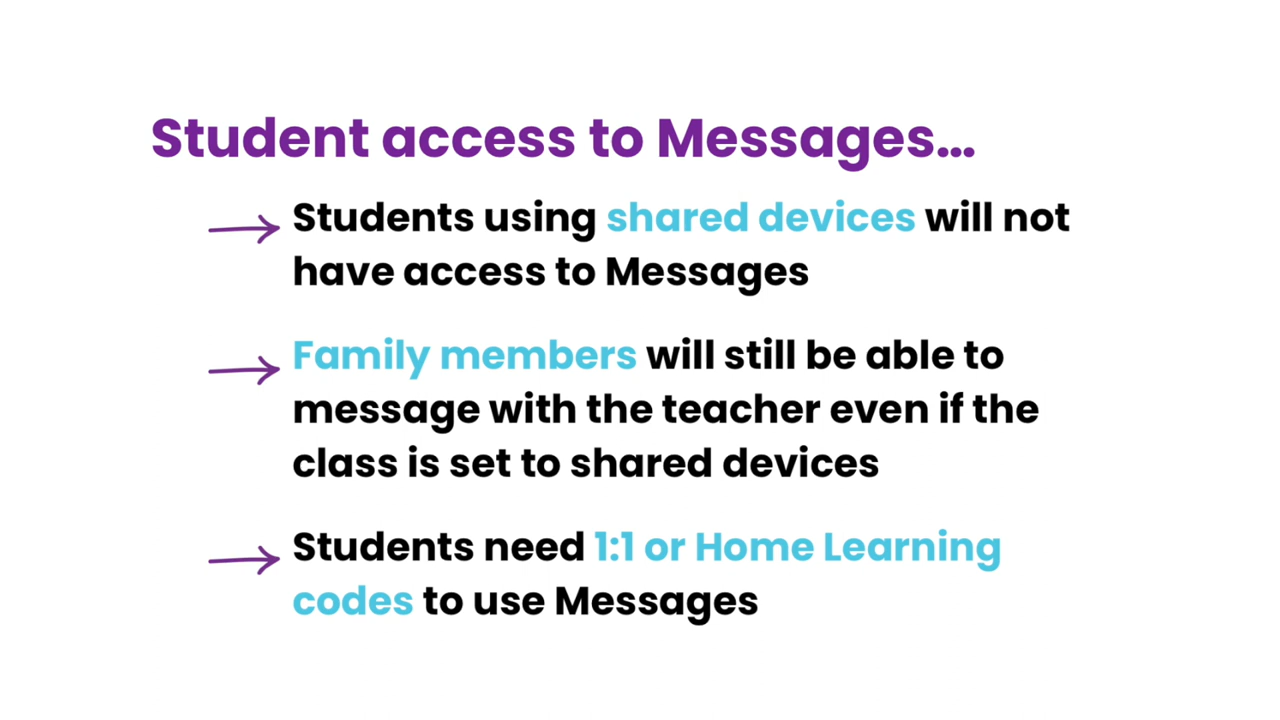 Student access to Messages...
Students using shared devices will not
have access to Messages
Family members will still be able to
message with the teacher even if the
class is set to shared devices
Students need 1:1 or Home Learning
codes to use Messages